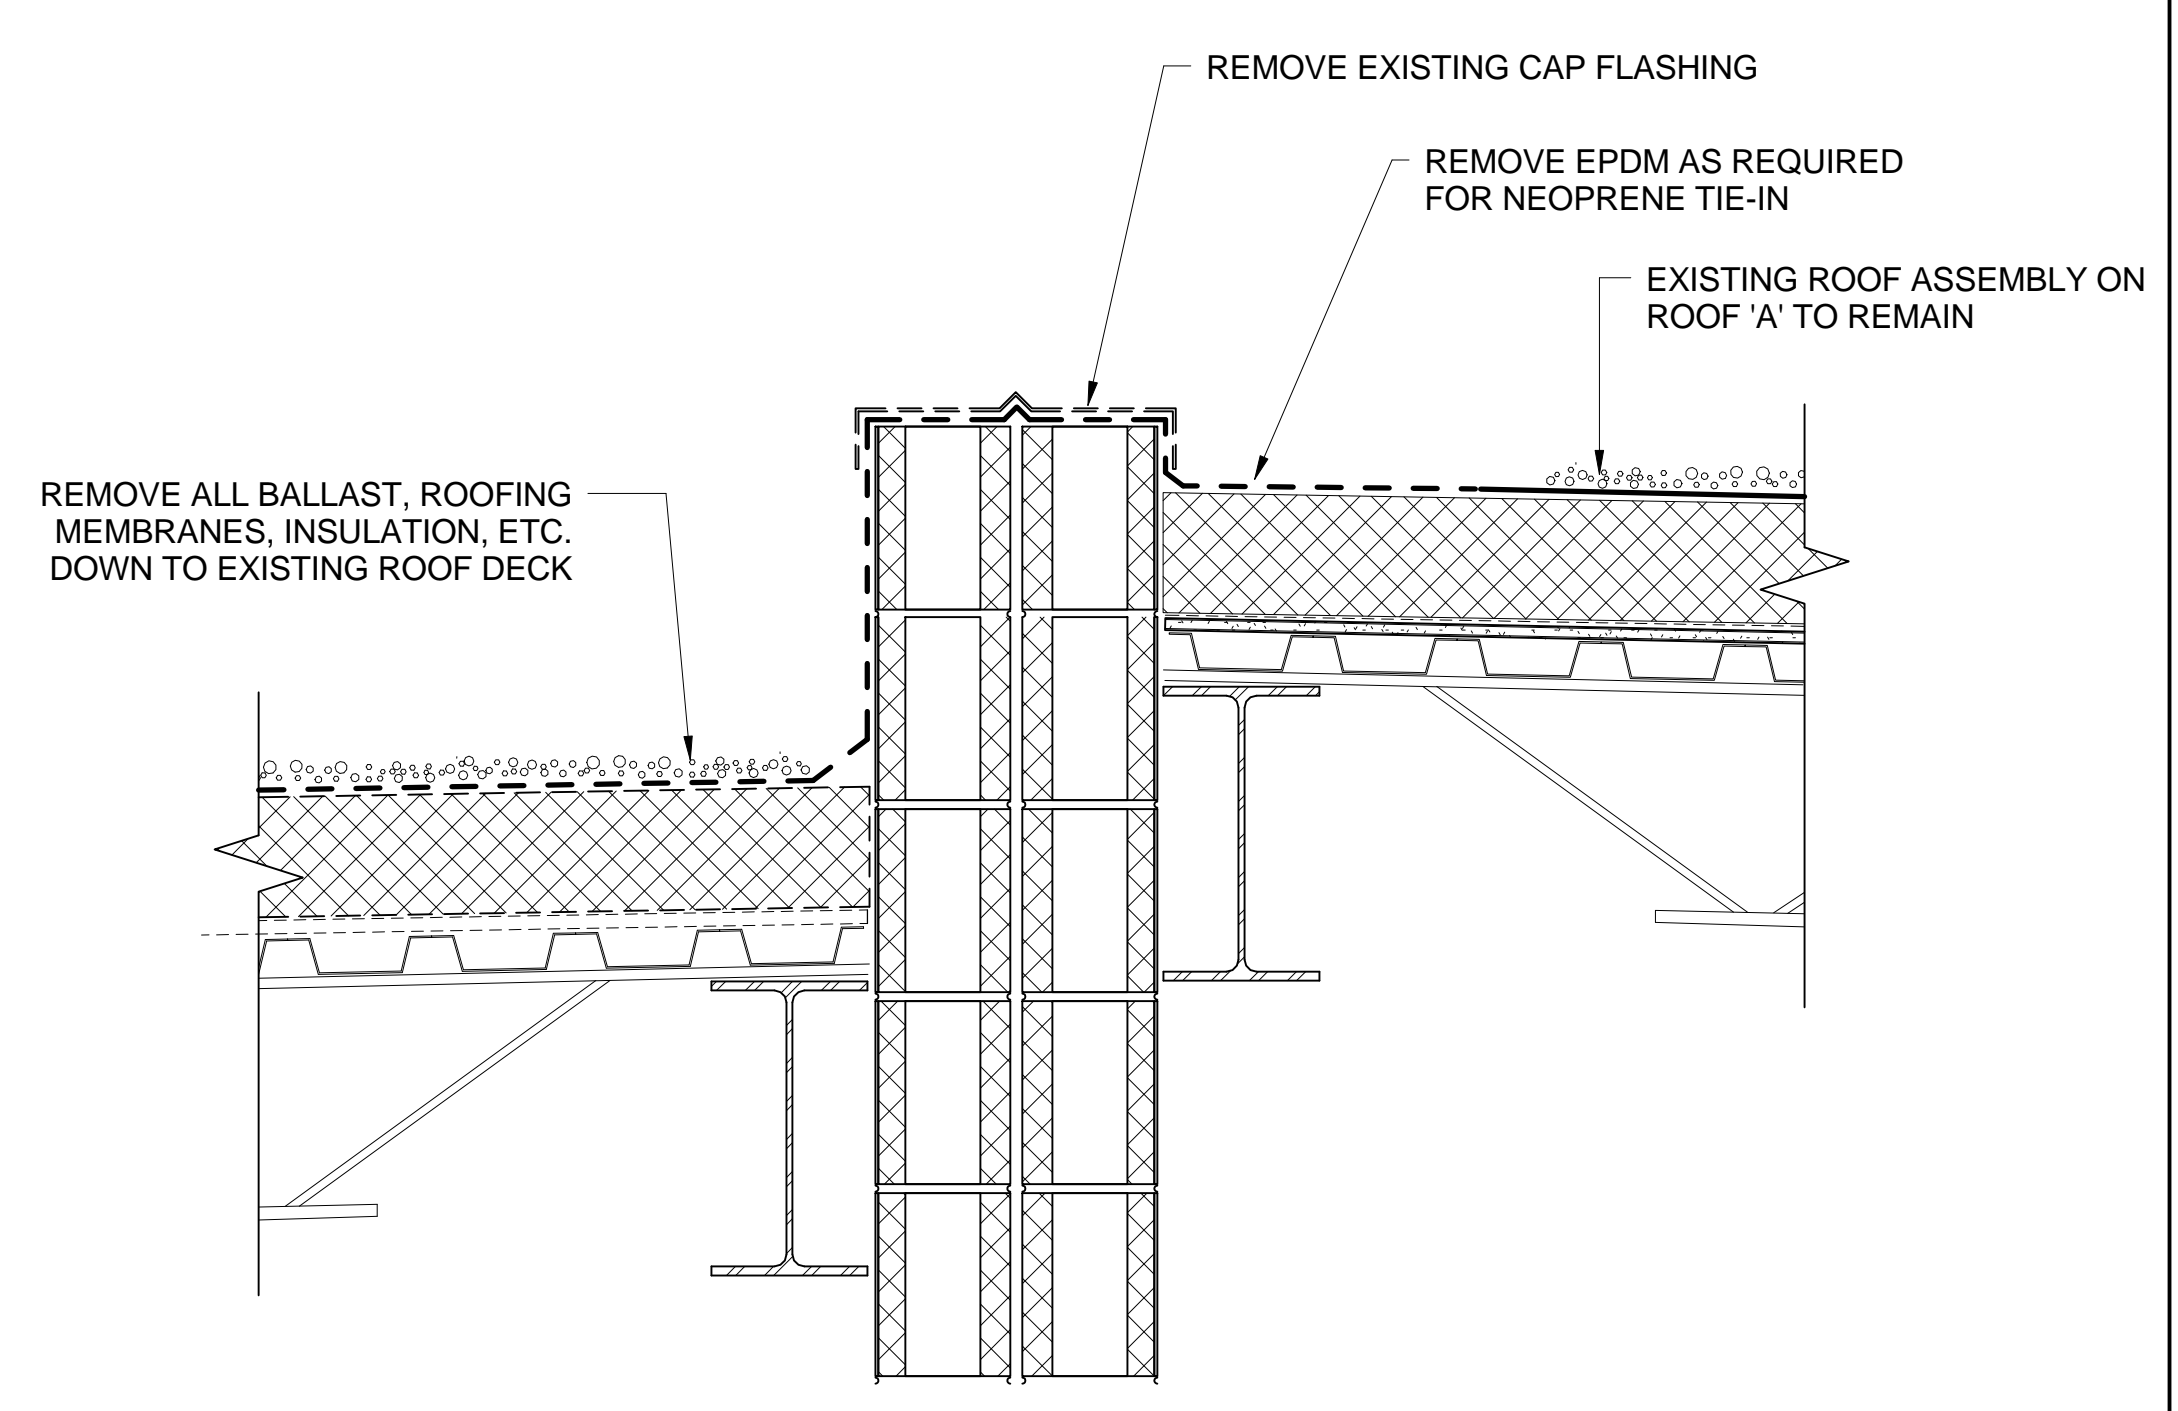 REMOVE EXISTING CAP FLASHING
REMOVE EPDM AS REQUIRED
FOR NEOPRENE TIE-IN
EXISTING ROOF ASSEMBLY ON
ROOF 'A' TO REMAIN
REMOVE ALL BALLAST, ROOFING
MEMBRANES, INSULATION, ETC.
DOWN TO EXISTING ROOF DECK